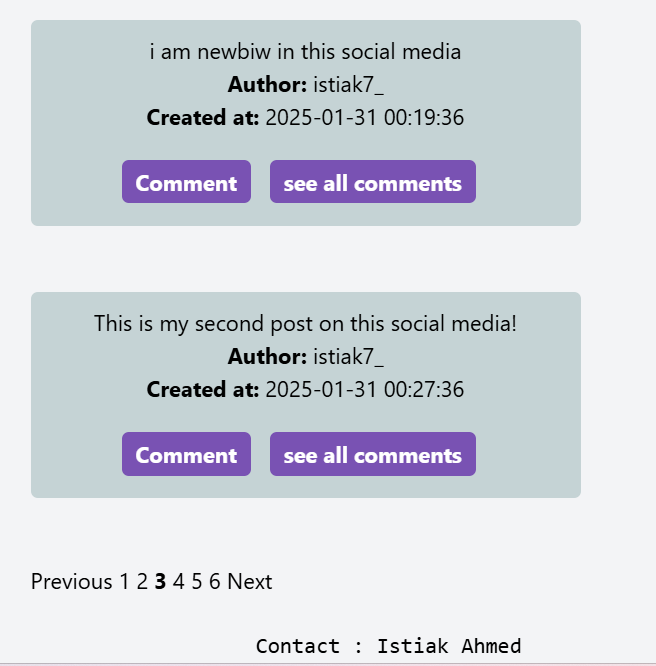 i am newbiw in this social media
Author: istiak7_
Created at: 2025-01-31 00:19:36
Comment see all comments
This is my second post on this social media!
Author: istiak7_
Created at: 2025-01-31 00:27:36
Comment see all comments
Previous 1 2 3 4 5 6 Next
Contact : Istiak Ahmed